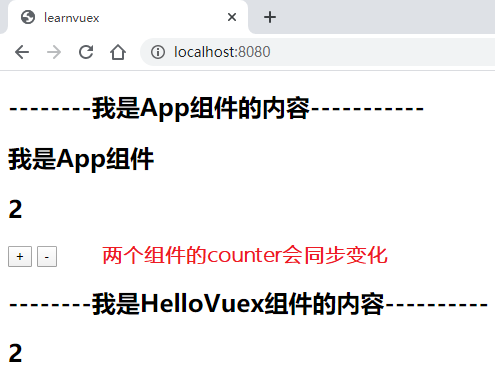 learnvuex
localhost:8080
--------我是App组件的内容-----------
我是App组件
2
+ - 两个组件的counter会同步变化
--------我是HelloVuex组件的内容----------
2